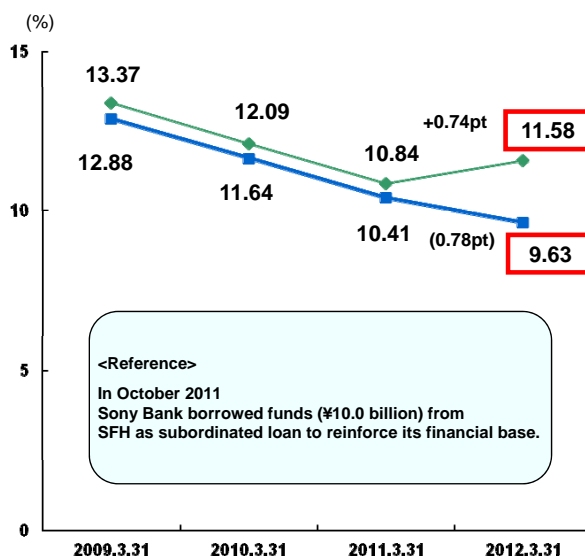 (%)
15
13.37
12.09
+0.74pt
11.58
10.84
12.88
11.64
10.41
(0.78pt)
9.63
10
<Reference>
In October 2011
Sony Bank borrowed funds (¥10.0 billion) from
SFH as subordinated loan to reinforce its financial base.
5
0
2009.3.31 2010.3.31 2011.3.31 2012.3.31